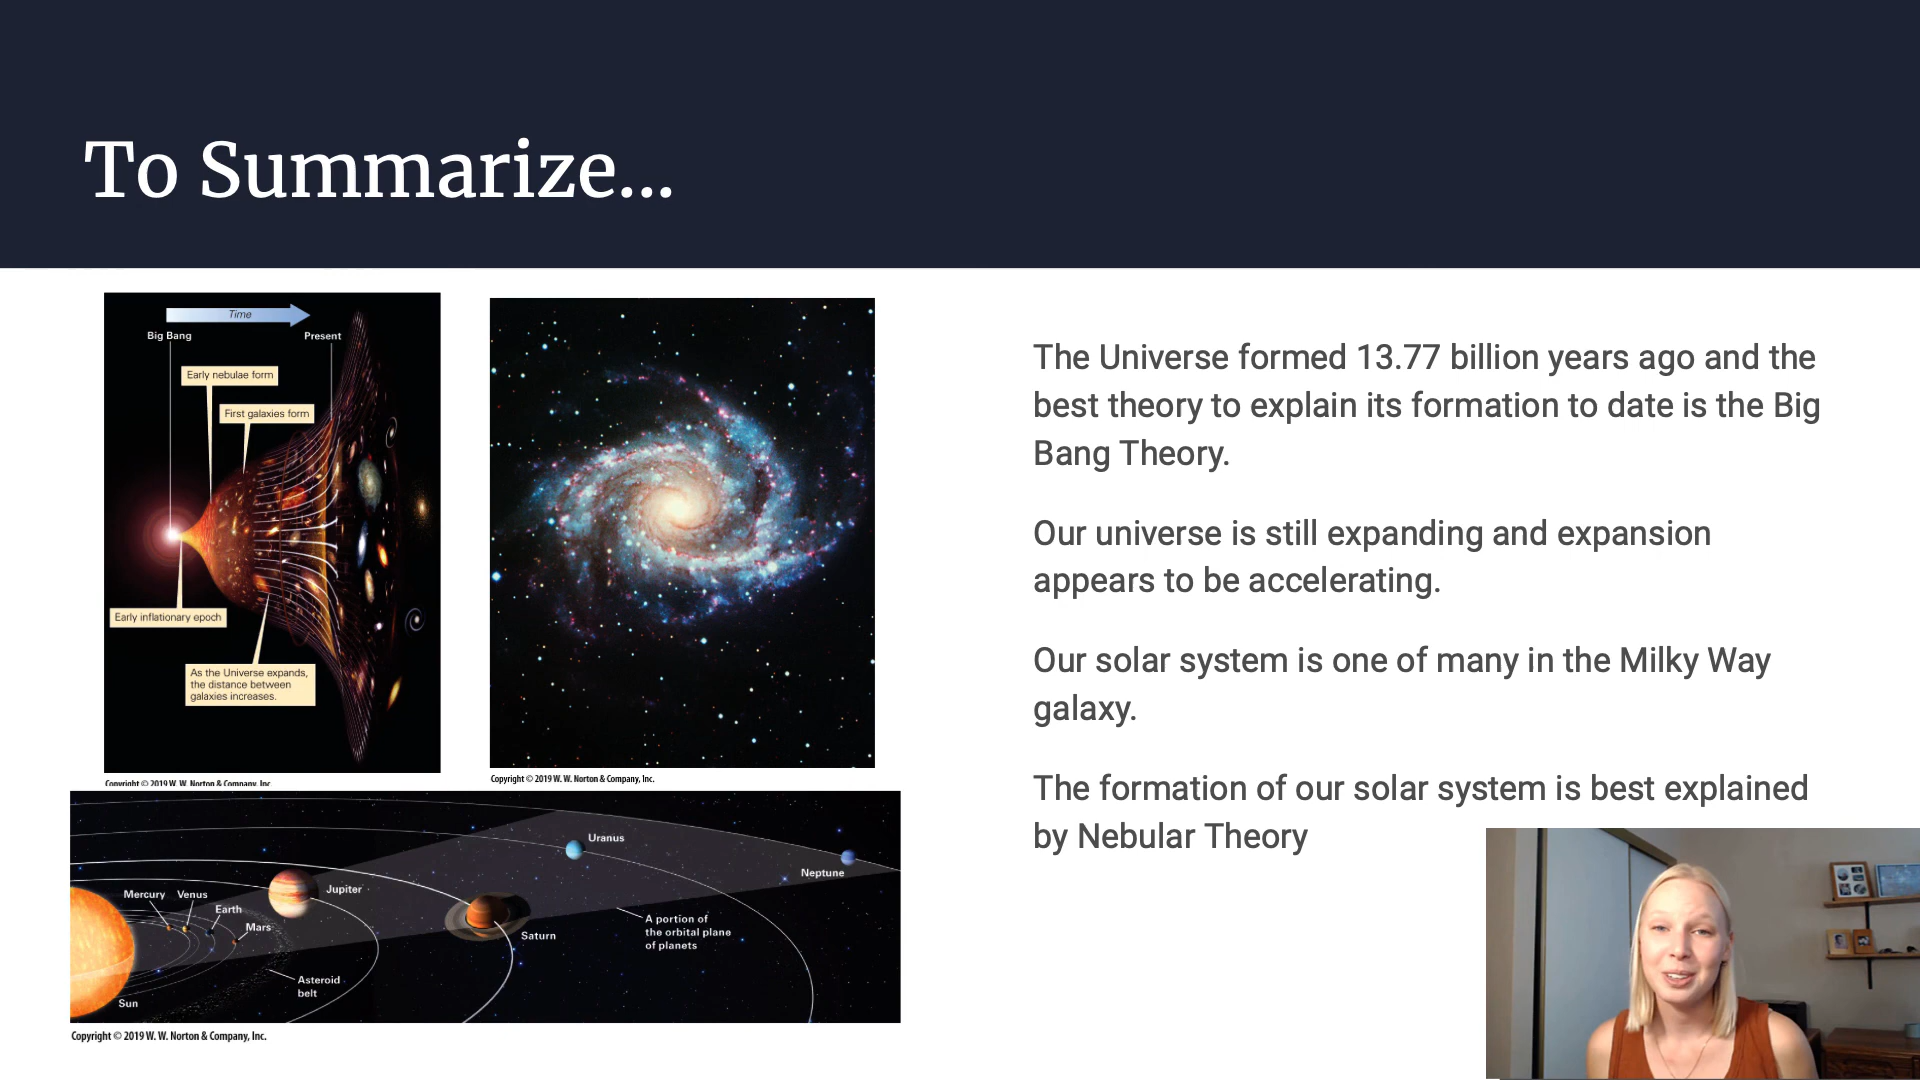 To Summarize...
Time
Big Bang
Present
Early nebulae form
First galaxies form
Early inflationary epoch
As the Universe expands,
the distance between
galaxies increases.
Copyright © 2019 W. W. Norton & Company, Inc.
Copyright © 2019 W. W. Norton & Company, Inc.
The Universe formed 13.77 billion years ago and the
best theory to explain its formation to date is the Big
Bang Theory.
Our universe is still expanding and expansion
appears to be accelerating.
Our solar system is one of many in the Milky Way
galaxy.
The formation of our solar system is best explained
by Nebular Theory
Uranus
Neptune
Mercury
Venus
Jupiter
Earth
Mars
Saturn
A portion of
the orbital plane
of planets
Asteroid
belt
Sun
Copyright © 2019 W. W. Norton & Company, Inc.